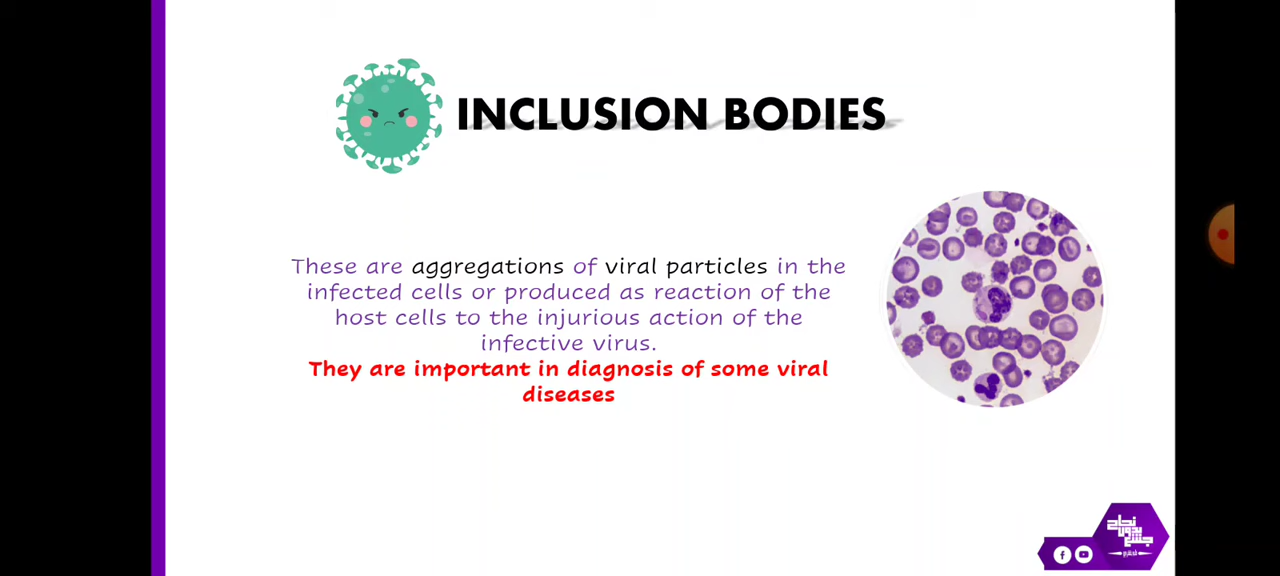 INCLUSION BODIES
These are aggregations of viral particles in the
infected cells or produced as reaction of the
host cells to the injurious action of the
infective virus.
They are important in diagnosis of some viral
diseases